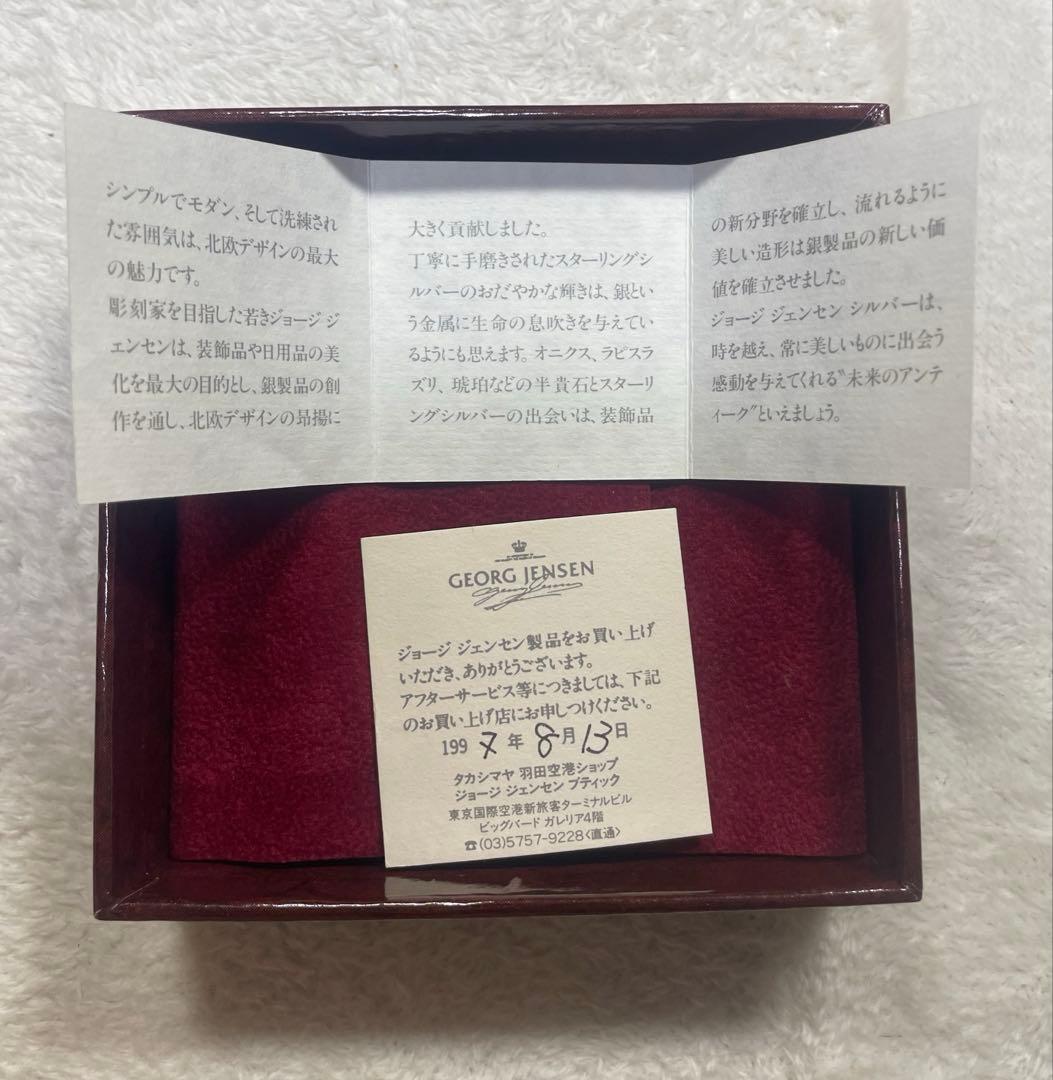 シンプルでモダン、そして洗練され
た雰囲気は、北欧デザインの最大
の魅力です。
彫刻家を目指した若きジョージ ジ
ェンセンは、装飾品や日用品の美
化を最大の目的とし、銀製品の創
作を通し、北欧デザインの昂揚に
大きく貢献しました。
丁寧に手磨きされたスターリングシ
ルバーのおだやかな輝きは、銀とい
う金属に生命の息吹きを与えてい
るようにも思えます。オニクス、ラピスラ
ズリ、琥珀などの半貴石とスターリ
ングシルバーの出会いは、装飾品
の新分野を確立し、流れるように
美しい造形は銀製品の新しい価
値を確立させました。
ジョージ ジェンセン シルバーは、
時を越え、常に美しいものに出会う
感動を与えてくれる〝未来のアンテ
ィーク〟といえましょう。
GEORG JENSEN
Georg Jensen
ジョージ ジェンセン製品をお買い上げ
いただき、ありがとうございます。
アフターサービス等につきましては、下記
のお買い上げ店にお申しつけください。
1997年8月13日
タカシマヤ 羽田空港ショップ
ジョージ ジェンセン ブティック
東京国際空港新旅客ターミナルビル
ビッグバード ガレリア4階
☎(03)5757-9228〈直通〉